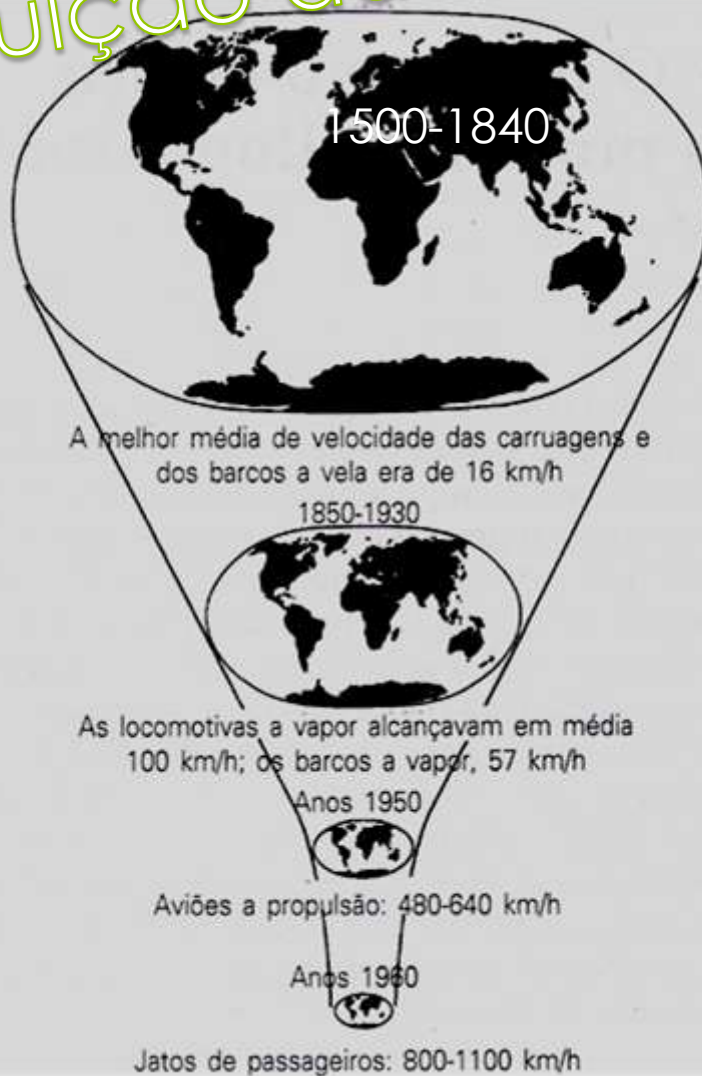 1500-1840
A melhor média de velocidade das carruagens e
dos barcos a vela era de 16 km/h
1850-1930
As locomotivas a vapor alcançavam em média
100 km/h; os barcos a vapor, 57 km/h
Anos 1950
Aviões a propulsão: 480-640 km/h
Anos 1960
Jatos de passageiros: 800-1100 km/h